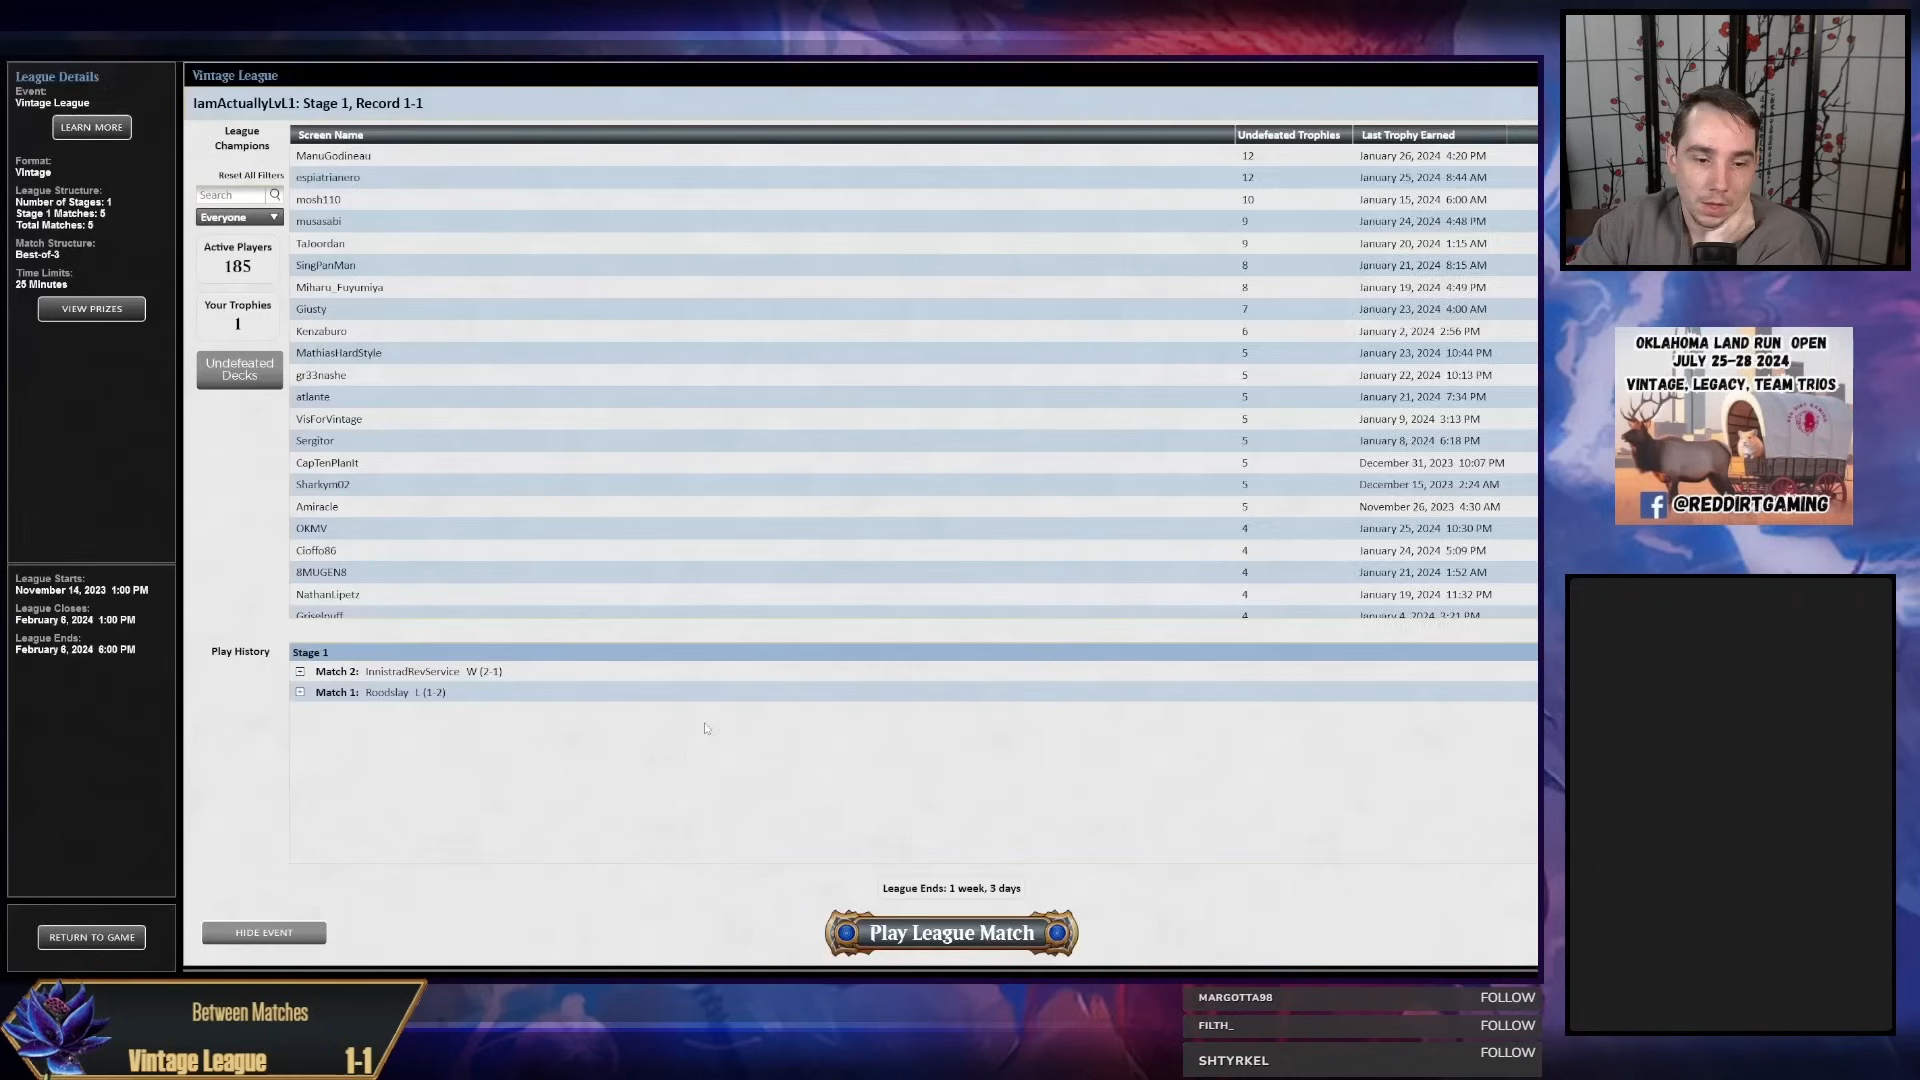 League Details
Event:
Vintage League
LEARN MORE
Format:
Vintage
League Structure:
Number of Stages: 1
Stage 1 Matches: 5
Total Matches: 5
Match Structure:
Best-of-3
Time Limits:
25 Minutes
VIEW PRIZES
League Starts:
November 14, 2023 1:00 PM
League Closes:
February 6, 2024 1:00 PM
League Ends:
February 6, 2024 6:00 PM
RETURN TO GAME
Vintage League
IamActuallyLvL1: Stage 1, Record 1-1
League
Champions
Reset All Filters
Search
Everyone
Active Players
185
Your Trophies
1
Undefeated
Decks
Screen Name Undefeated Trophies Last Trophy Earned
ManuGodineau 12 January 26, 2024 4:20 PM
espiatrianero 12 January 25, 2024 8:44 AM
mosh110 10 January 15, 2024 6:00 AM
musasabi 9 January 24, 2024 4:48 PM
TaJoordan 9 January 20, 2024 1:15 AM
SingPanMan 8 January 21, 2024 8:15 AM
Miharu_Fuyumiya 8 January 19, 2024 4:49 PM
Giusty 7 January 23, 2024 4:00 AM
Kenzaburo 6 January 2, 2024 2:56 PM
MathiasHardStyle 5 January 23, 2024 10:44 PM
gr33nashe 5 January 22, 2024 10:13 PM
atlante 5 January 21, 2024 7:34 PM
VisForVintage 5 January 9, 2024 3:13 PM
Sergitor 5 January 8, 2024 6:18 PM
CapTenPlanIt 5 December 31, 2023 10:07 PM
Sharkym02 5 December 15, 2023 2:24 AM
Amiracle 5 November 26, 2023 4:30 AM
OKMV 4 January 25, 2024 10:30 PM
Cioffo86 4 January 24, 2024 5:09 PM
8MUGEN8 4 January 21, 2024 1:52 AM
NathanLipetz 4 January 19, 2024 11:32 PM
Griselpuff 4 January 4, 2024 3:21 PM
Play History
Stage 1
Match 2: InnistradRevService W (2-1)
Match 1: Roodslay L (1-2)
League Ends: 1 week, 3 days
HIDE EVENT
Play League Match
OKLAHOMA LAND RUN OPEN
JULY 25-28 2024
VINTAGE, LEGACY, TEAM TRIOS
@REDDIRTGAMING
Between Matches
Vintage League 1-1
MARGOTTA98 FOLLOW
FILTH_ FOLLOW
SHTYRKEL FOLLOW